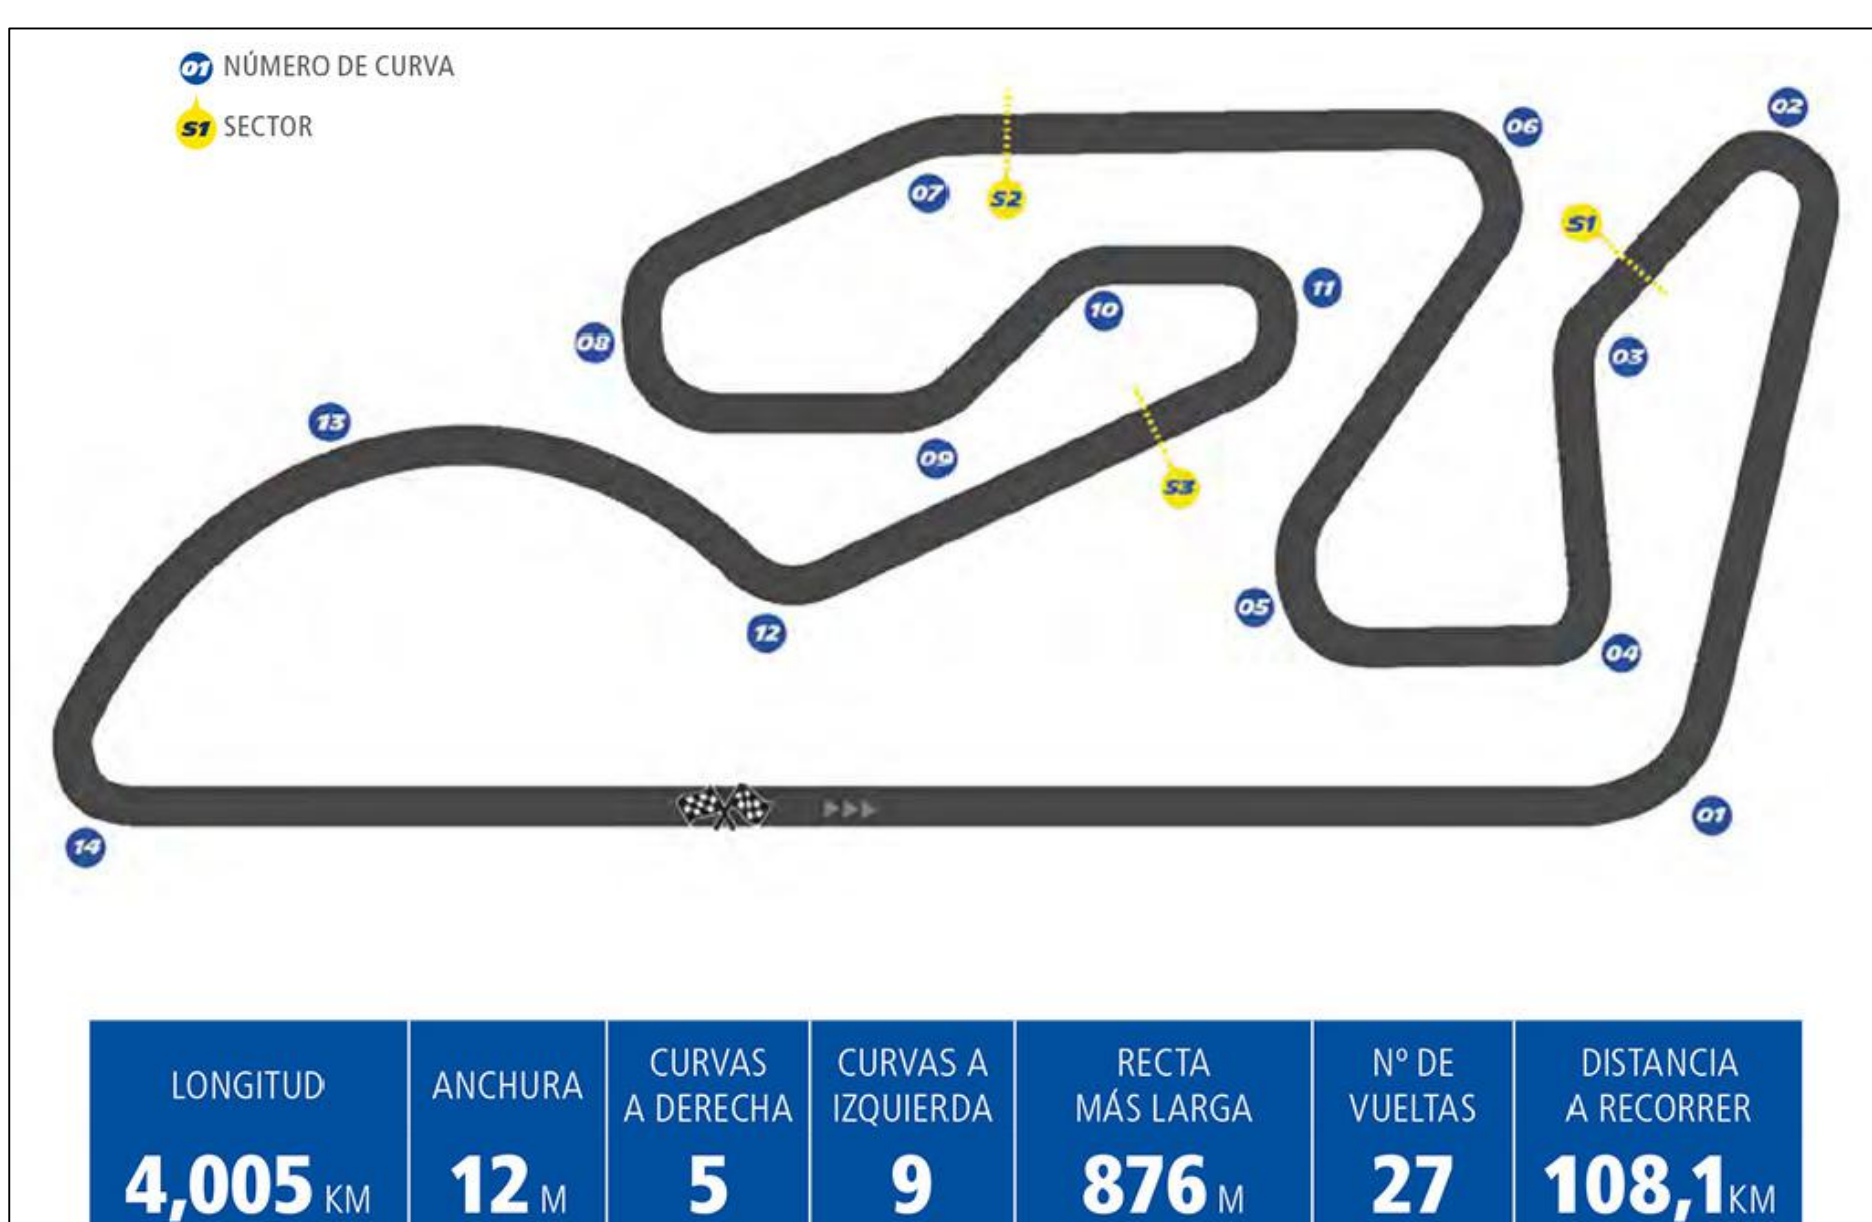 01 NÚMERO DE CURVA
S1 SECTOR
02
06
07
S2
S1
11
10
08
03
13
09
S3
05
12
04
01
14
LONGITUD
4,005 KM
ANCHURA
12 M
CURVAS
A DERECHA
5
CURVAS A
IZQUIERDA
9
RECTA
MÁS LARGA
876 M
Nº DE
VUELTAS
27
DISTANCIA
A RECORRER
108,1KM